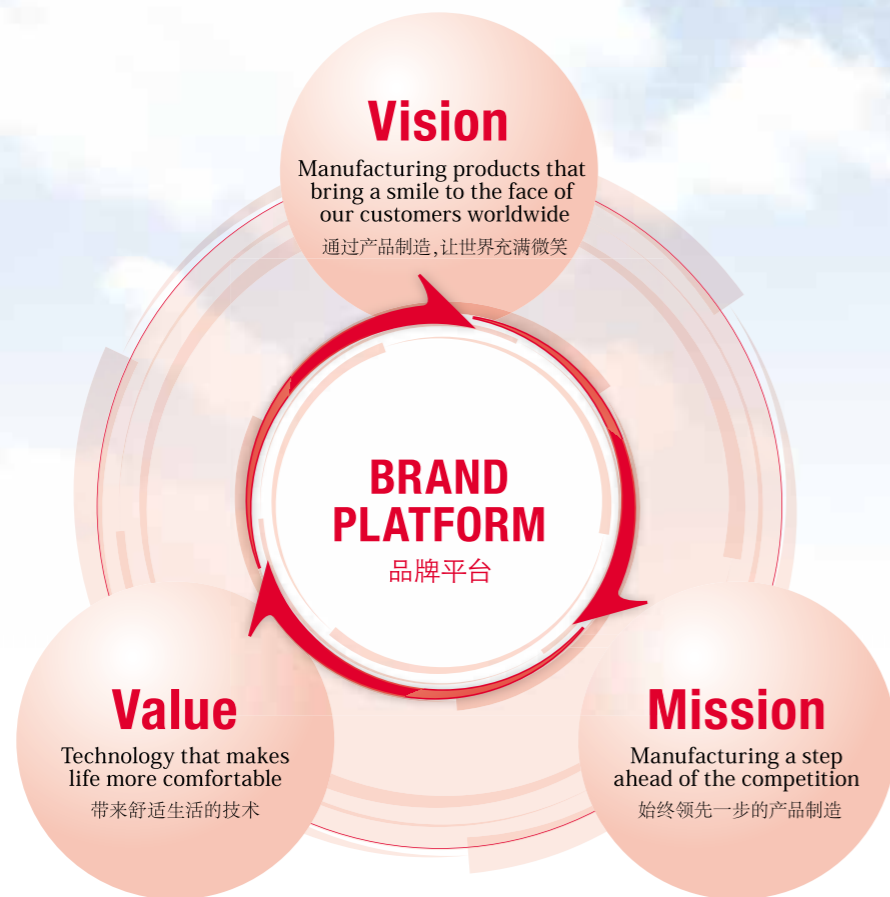 Vision
Manufacturing products that
bring a smile to the face of
our customers worldwide
通过产品制造,让世界充满微笑
BRAND
PLATFORM
品牌平台
Value
Technology that makes
life more comfortable
带来舒适生活的技术
Mission
Manufacturing a step
ahead of the competition
始终领先一步的产品制造